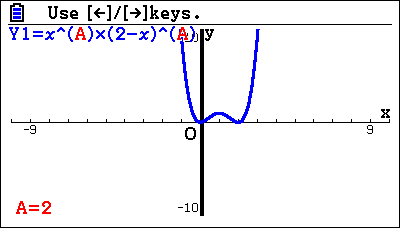 Use [←]/[→]keys.
Y1=x^(A)×(2-x)^(A)
y
x
-9
O
9
-10
A=2